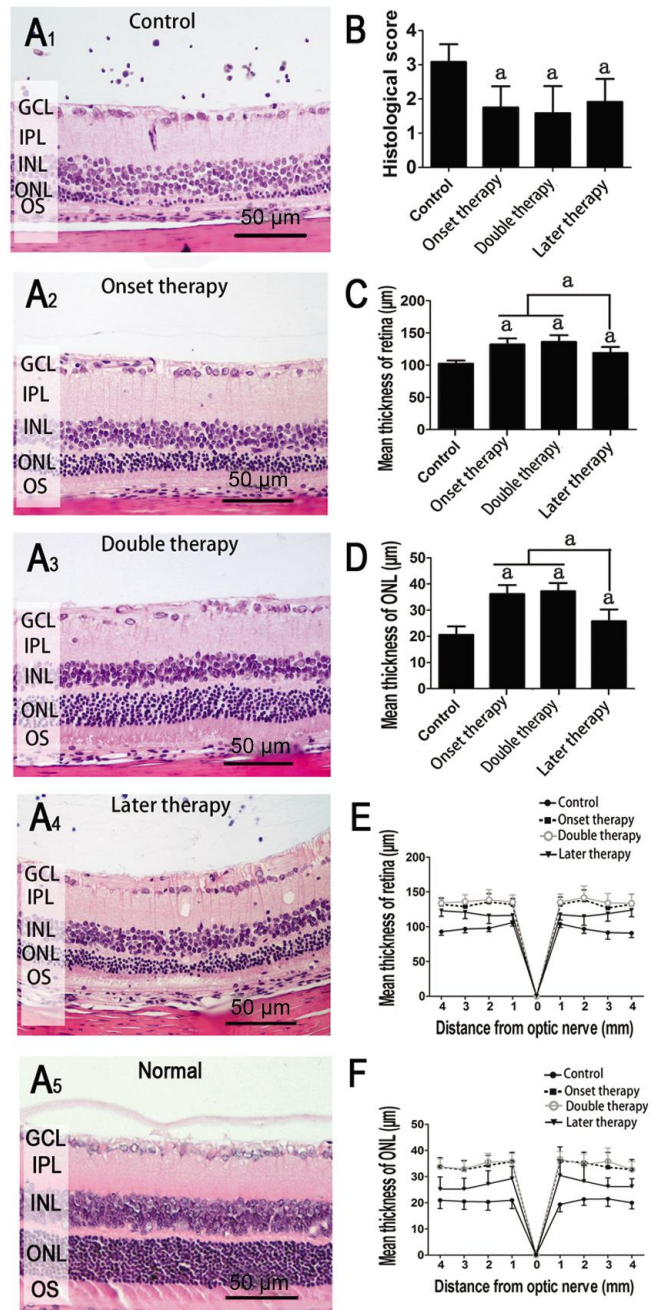 A1
Control
GCL
IPL
INL
ONL
OS
50 µm
A2
Onset therapy
GCL
IPL
INL
ONL
OS
50 µm
A3
Double therapy
GCL
IPL
INL
ONL
OS
50 µm
A4
Later therapy
GCL
IPL
INL
ONL
OS
50 µm
A5
Normal
GCL
IPL
INL
ONL
OS
50 µm
B
Histological score
4
3
2
1
0
a
a
a
Control
Onset therapy
Double therapy
Later therapy
C
Mean thickness of retina (µm)
200
150
100
50
0
a
a
a
a
Control
Onset therapy
Double therapy
Later therapy
D
Mean thickness of ONL (µm)
50
40
30
20
10
0
a
a
a
a
Control
Onset therapy
Double therapy
Later therapy
E
Control
Onset therapy
Double therapy
Later therapy
Mean thickness of retina (µm)
200
150
100
50
0
4 3 2 1 0 1 2 3 4
Distance from optic nerve (mm)
F
Control
Onset therapy
Double therapy
Later therapy
Mean thickness of ONL (µm)
50
40
30
20
10
0
4 3 2 1 0 1 2 3 4
Distance from optic nerve (mm)